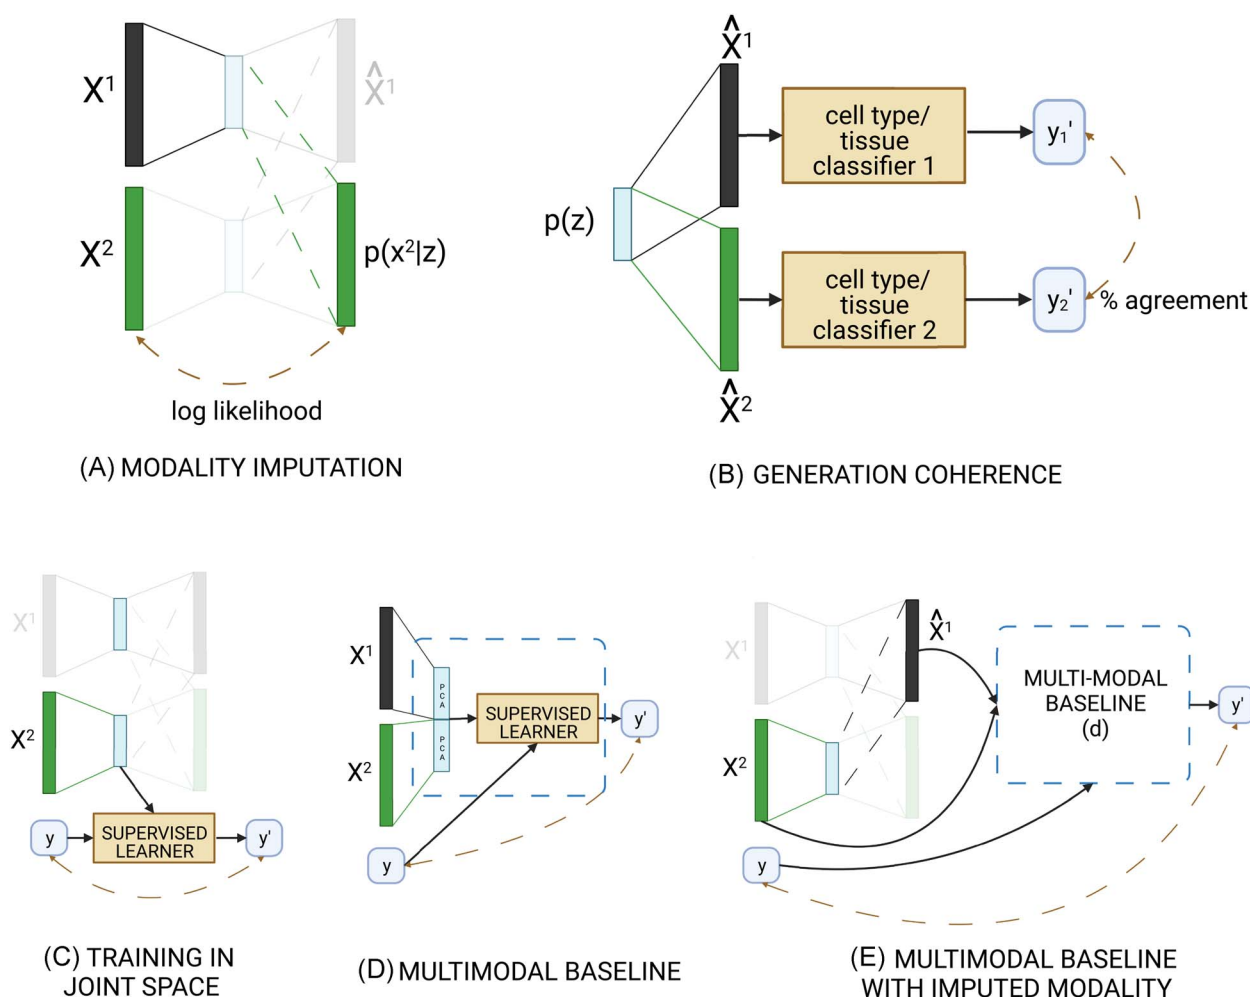 X¹
X̂¹
X²
p(x²|z)
log likelihood
(A) MODALITY IMPUTATION
X̂¹
p(z)
cell type/
tissue
classifier 1
y₁'
cell type/
tissue
classifier 2
y₂'
% agreement
X̂²
(B) GENERATION COHERENCE
X¹
X²
y
SUPERVISED
LEARNER
y'
(C) TRAINING IN
JOINT SPACE
X¹
X²
PCA
PCA
SUPERVISED
LEARNER
y'
y
(D) MULTIMODAL BASELINE
X¹
X̂¹
X²
MULTI-MODAL
BASELINE
(d)
y'
y
(E) MULTIMODAL BASELINE
WITH IMPUTED MODALITY